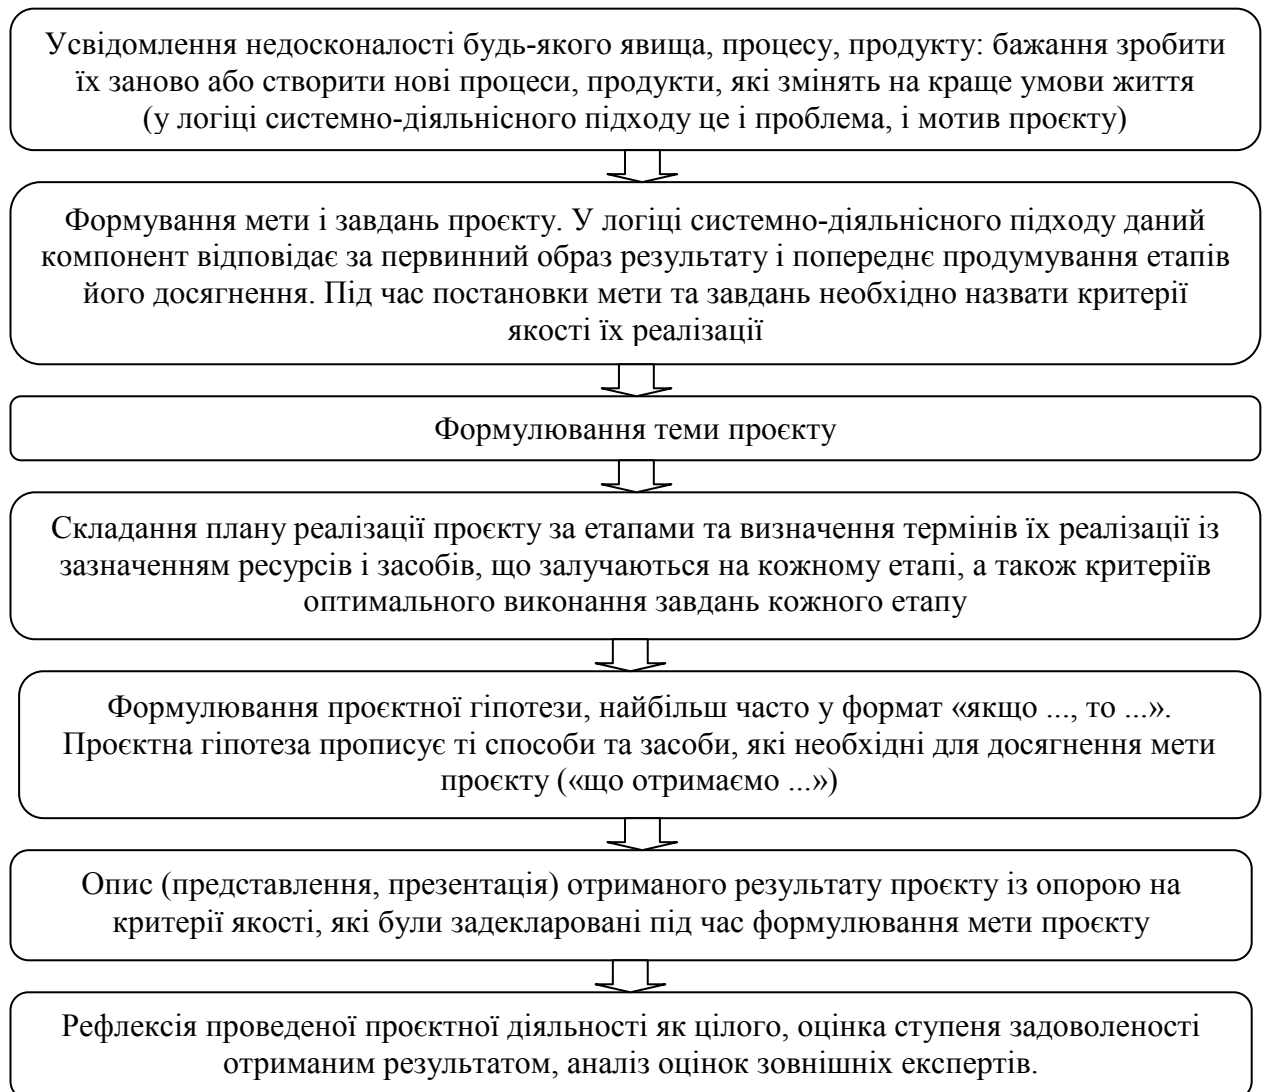 Усвідомлення недосконалості будь-якого явища, процесу, продукту: бажання зробити
їх заново або створити нові процеси, продукти, які змінять на краще умови життя
(у логіці системно-діяльнісного підходу це і проблема, і мотив проєкту)
Формування мети і завдань проєкту. У логіці системно-діяльнісного підходу даний
компонент відповідає за первинний образ результату і попереднє продумування етапів
його досягнення. Під час постановки мети та завдань необхідно назвати критерії
якості їх реалізації
Формулювання теми проєкту
Складання плану реалізації проєкту за етапами та визначення термінів їх реалізації із
зазначенням ресурсів і засобів, що залучаються на кожному етапі, а також критеріїв
оптимального виконання завдань кожного етапу
Формулювання проєктної гіпотези, найбільш часто у формат «якщо ..., то ...».
Проєктна гіпотеза прописує ті способи та засоби, які необхідні для досягнення мети
проєкту («що отримаємо ...»)
Опис (представлення, презентація) отриманого результату проєкту із опорою на
критерії якості, які були задекларовані під час формулювання мети проєкту
Рефлексія проведеної проєктної діяльності як цілого, оцінка ступеня задоволеності
отриманим результатом, аналіз оцінок зовнішніх експертів.